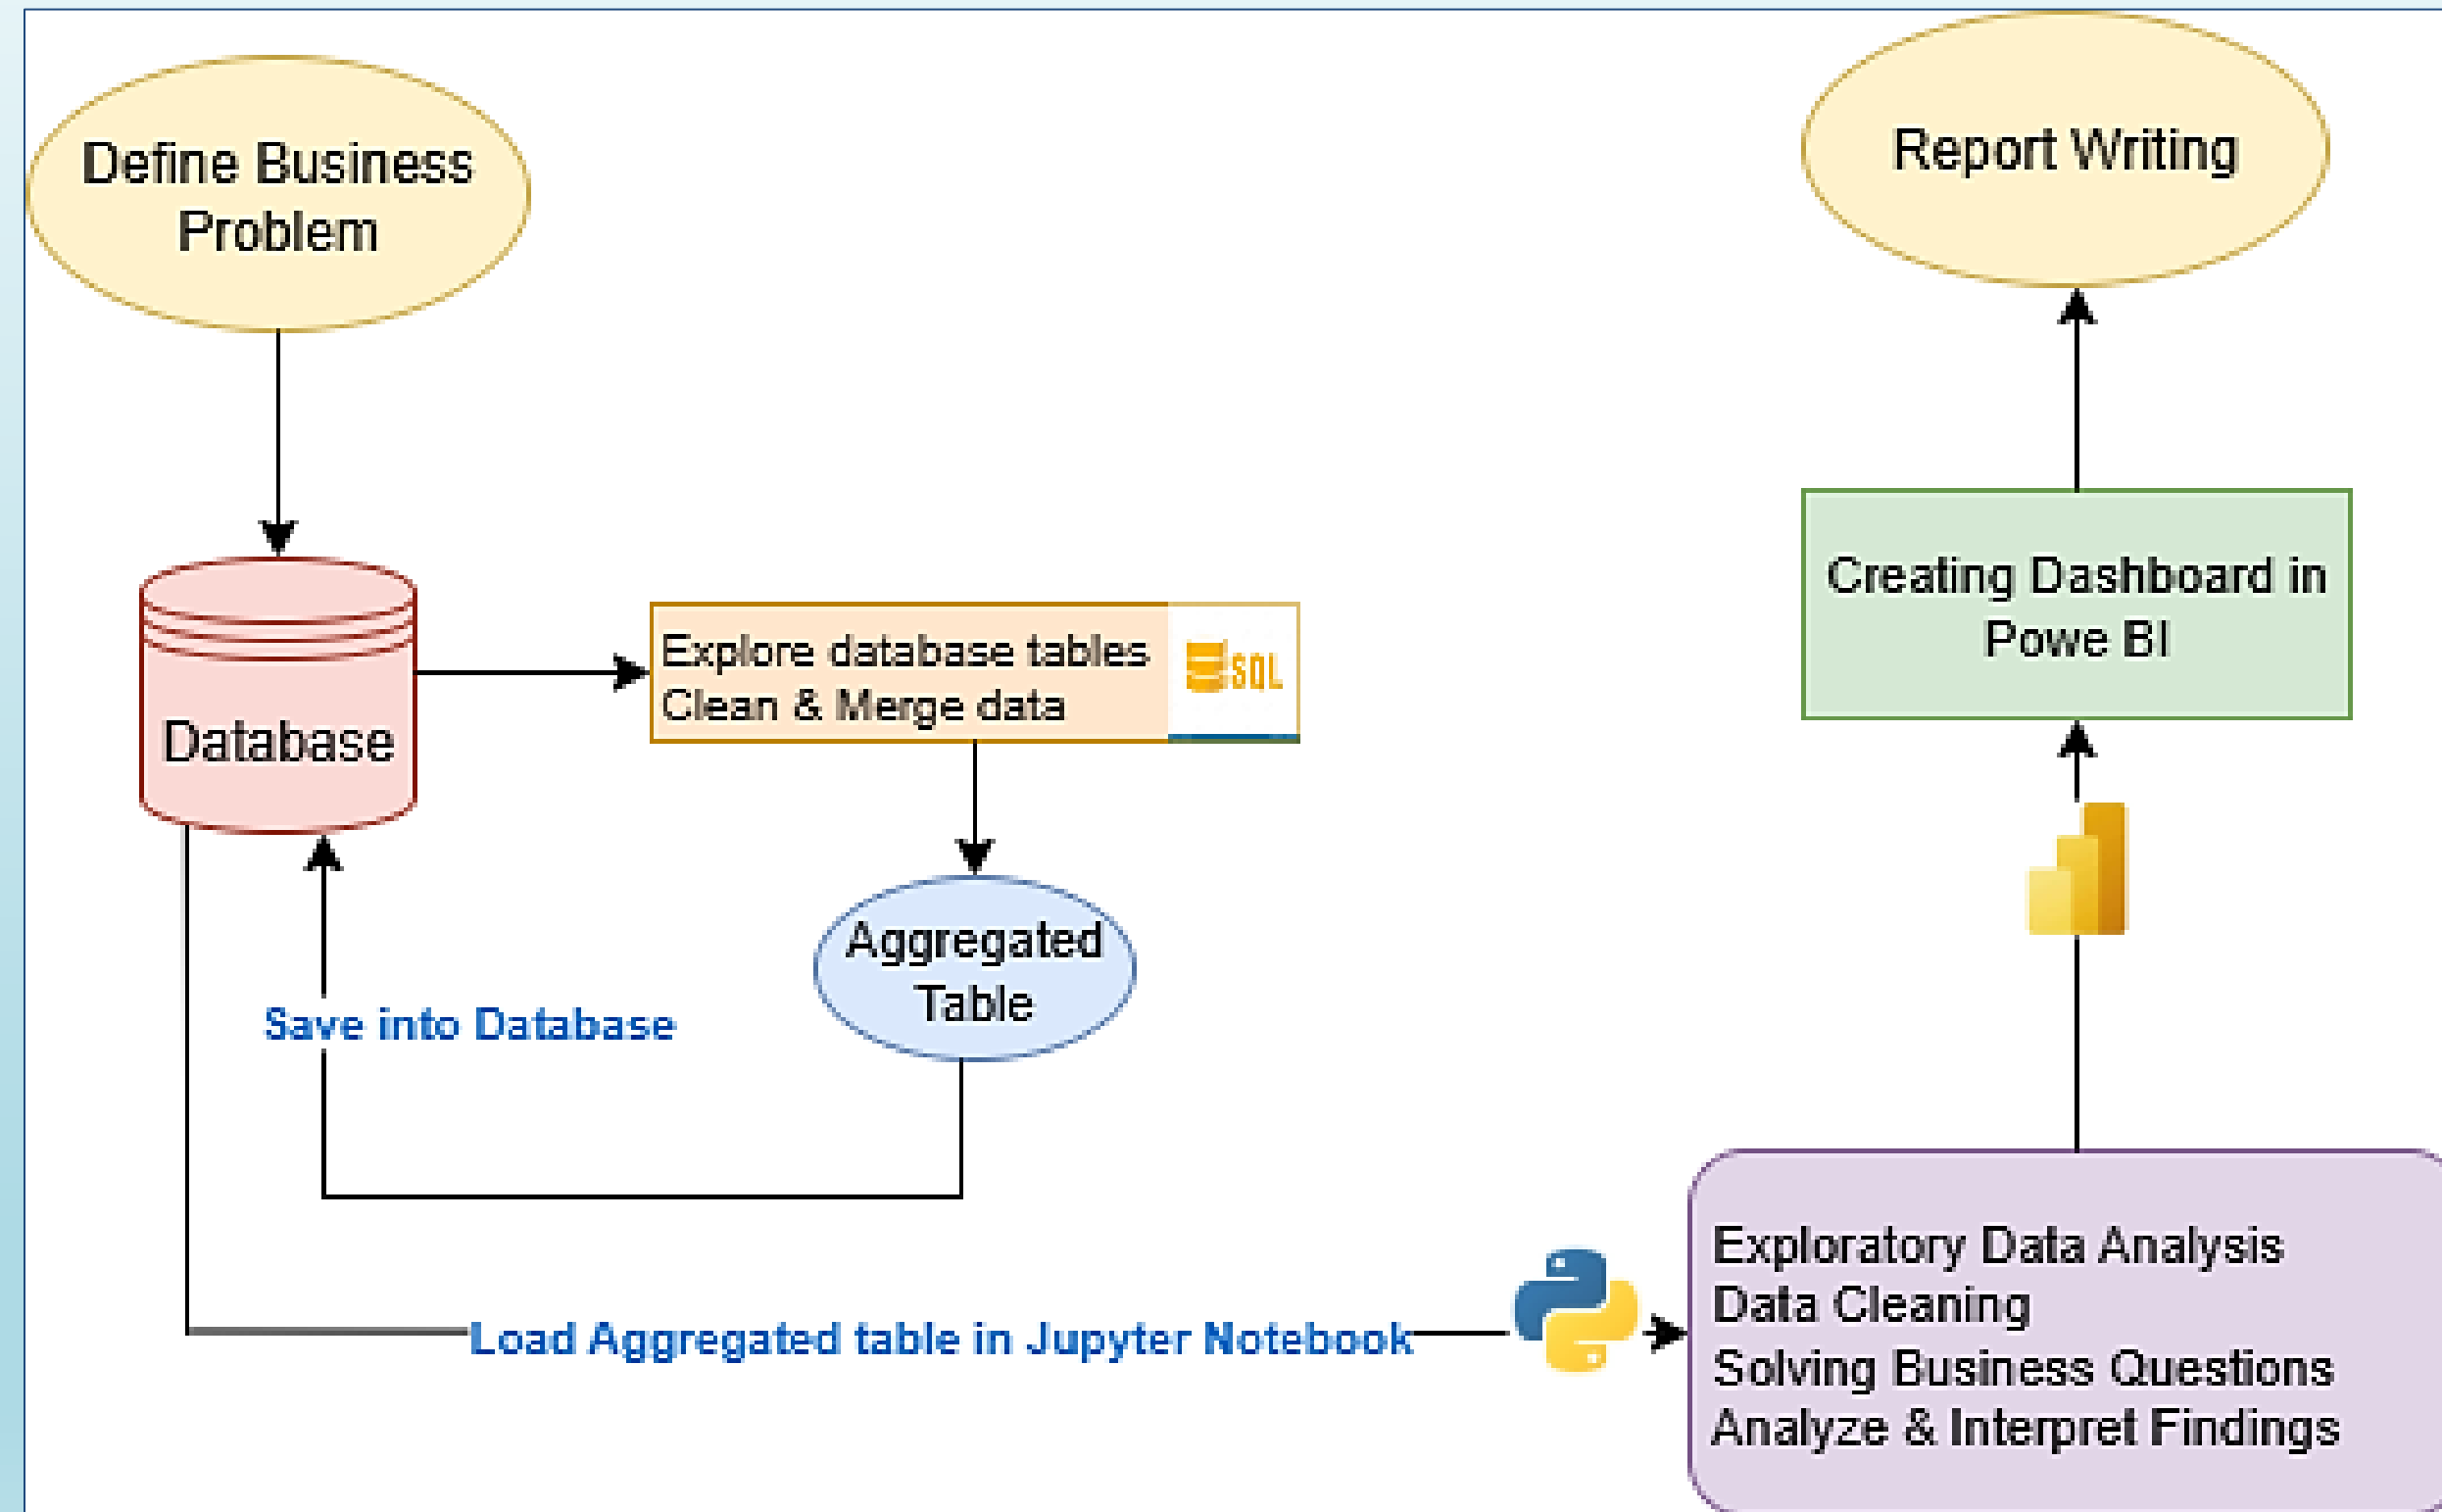 Define Business
Problem
Database
Explore database tables
Clean & Merge data
SQL
Aggregated
Table
Save into Database
Load Aggregated table in Jupyter Notebook
Exploratory Data Analysis
Data Cleaning
Solving Business Questions
Analyze & Interpret Findings
Creating Dashboard in
Powe BI
Report Writing